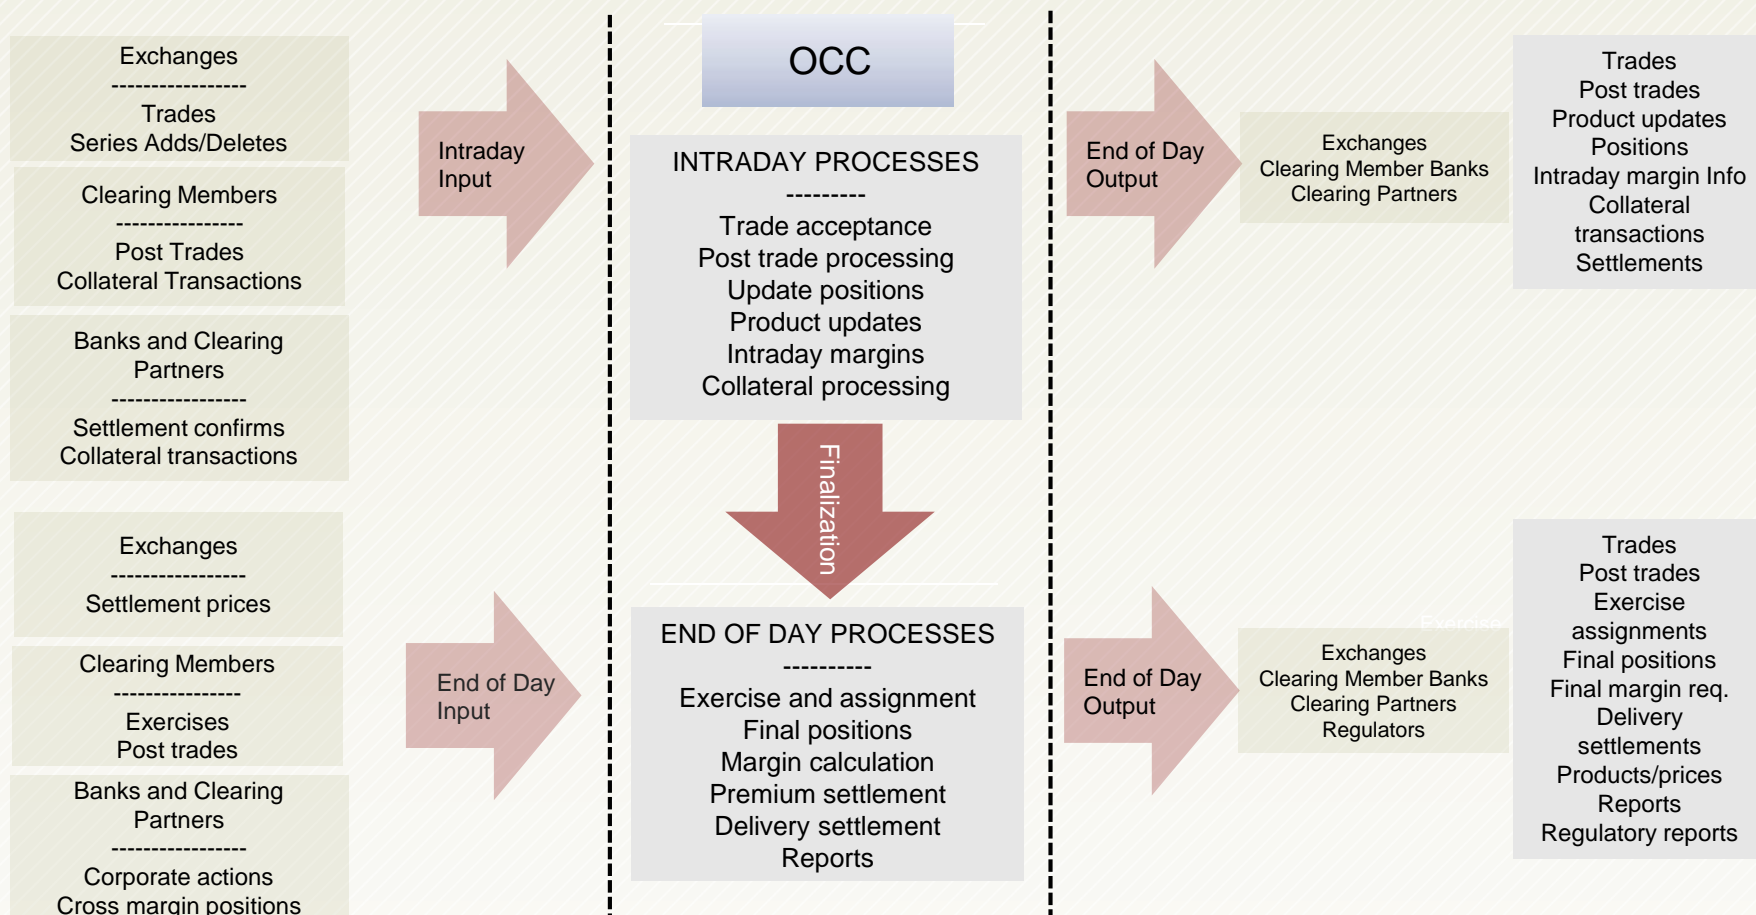 Exchanges
-----------------
Trades
Series Adds/Deletes
Clearing Members
----------------
Post Trades
Collateral Transactions
Banks and Clearing
Partners
-----------------
Settlement confirms
Collateral transactions
Exchanges
-----------------
Settlement prices
Clearing Members
----------------
Exercises
Post trades
Banks and Clearing
Partners
-----------------
Corporate actions
Cross margin positions
Intraday
Input
End of Day
Input
OCC
INTRADAY PROCESSES
---------
Trade acceptance
Post trade processing
Update positions
Product updates
Intraday margins
Collateral processing
Finalization
END OF DAY PROCESSES
----------
Exercise and assignment
Final positions
Margin calculation
Premium settlement
Delivery settlement
Reports
End of Day
Output
Exchanges
Clearing Member Banks
Clearing Partners
Trades
Post trades
Product updates
Positions
Intraday margin Info
Collateral
transactions
Settlements
End of Day
Output
Exercise
Exchanges
Clearing Member Banks
Clearing Partners
Regulators
Trades
Post trades
Exercise
assignments
Final positions
Final margin req.
Delivery
settlements
Products/prices
Reports
Regulatory reports